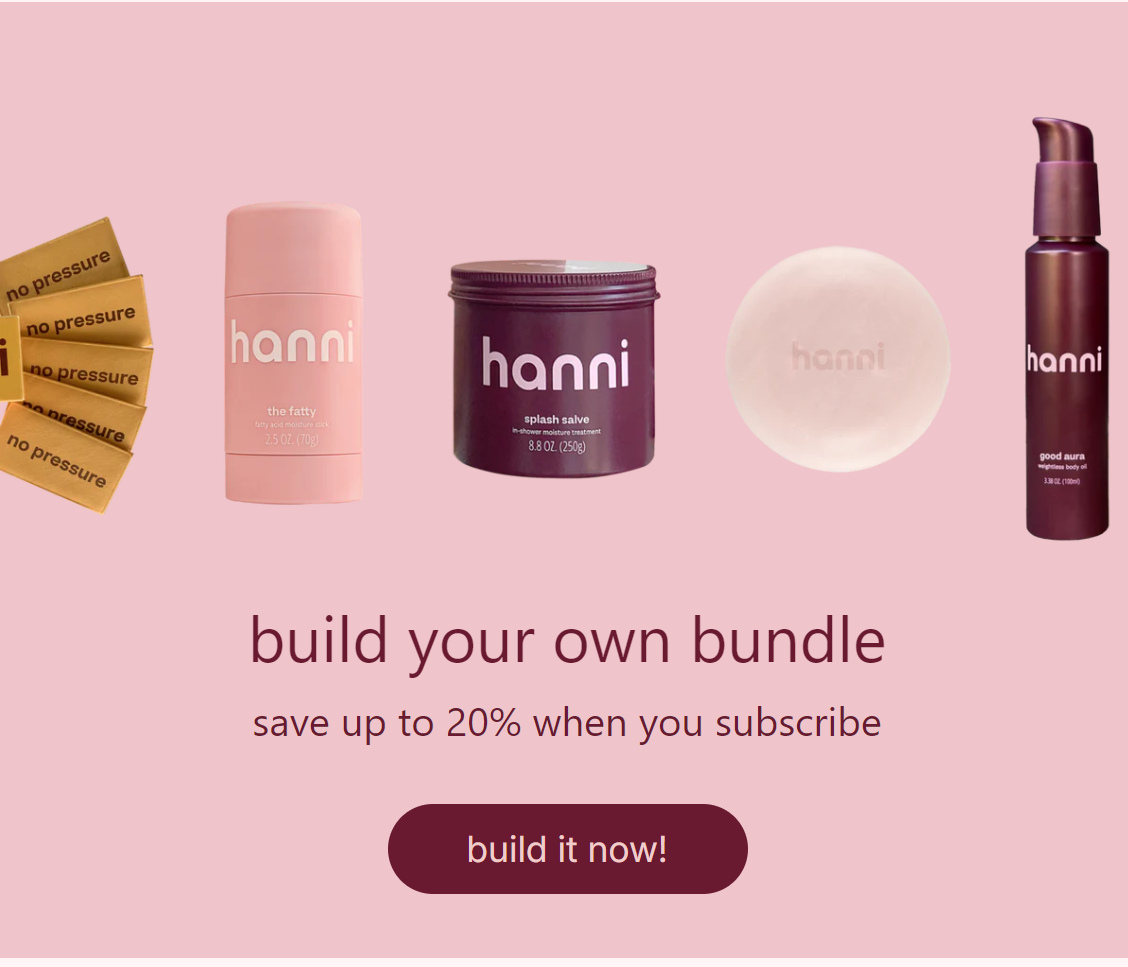 no pressure
no pressure
no pressure
no pressure
no pressure
i
hanni
the fatty
fatty acid moisture stick
2.5 OZ. (70g)
hanni
splash salve
in-shower moisture treatment
8.8 OZ. (250g)
hanni
hanni
good aura
weightless body oil
3.38 OZ. (100ml)
build your own bundle
save up to 20% when you subscribe
build it now!